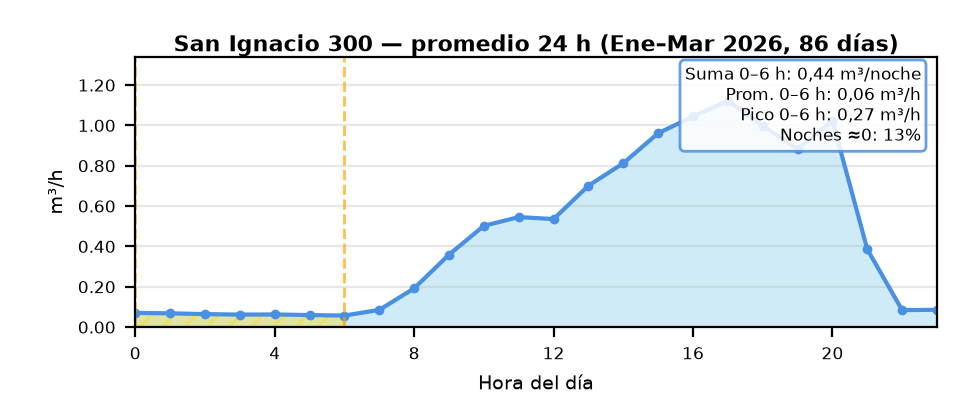 San Ignacio 300 — promedio 24 h (Ene–Mar 2026, 86 días)
Suma 0–6 h: 0,44 m³/noche
Prom. 0–6 h: 0,06 m³/h
Pico 0–6 h: 0,27 m³/h
Noches ≈0: 13%
m³/h
1.20
1.00
0.80
0.60
0.40
0.20
0.00
0 4 8 12 16 20
Hora del día